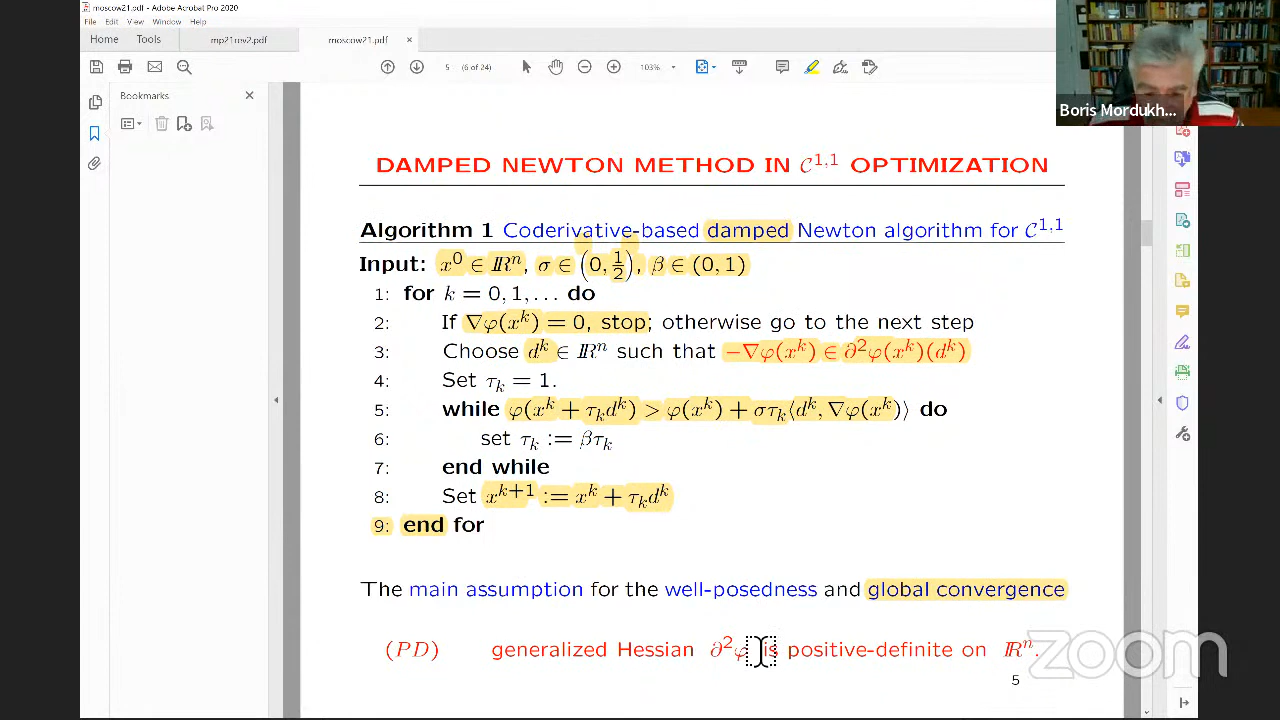 moscow21.pdf - Adobe Acrobat Pro 2020
File Edit View Window Help
Home Tools mp21rev2.pdf moscow21.pdf ×
5 (6 of 24) 103%
Bookmarks
Boris Mordukh...
DAMPED NEWTON METHOD IN 𝒞^{1,1} OPTIMIZATION
Algorithm 1 Coderivative-based damped Newton algorithm for 𝒞^{1,1}
Input: x^0 ∈ ℝ^n, σ ∈ (0, 1/2), β ∈ (0, 1)
1: for k = 0, 1, . . . do
2: If ∇φ(x^k) = 0, stop; otherwise go to the next step
3: Choose d^k ∈ ℝ^n such that −∇φ(x^k) ∈ ∂²φ(x^k)(d^k)
4: Set τ_k = 1.
5: while φ(x^k + τ_k d^k) > φ(x^k) + στ_k⟨d^k, ∇φ(x^k)⟩ do
6: set τ_k := βτ_k
7: end while
8: Set x^{k+1} := x^k + τ_k d^k
9: end for
The main assumption for the well-posedness and global convergence
(PD) generalized Hessian ∂²φ is positive-definite on ℝ^n.
zoom
5